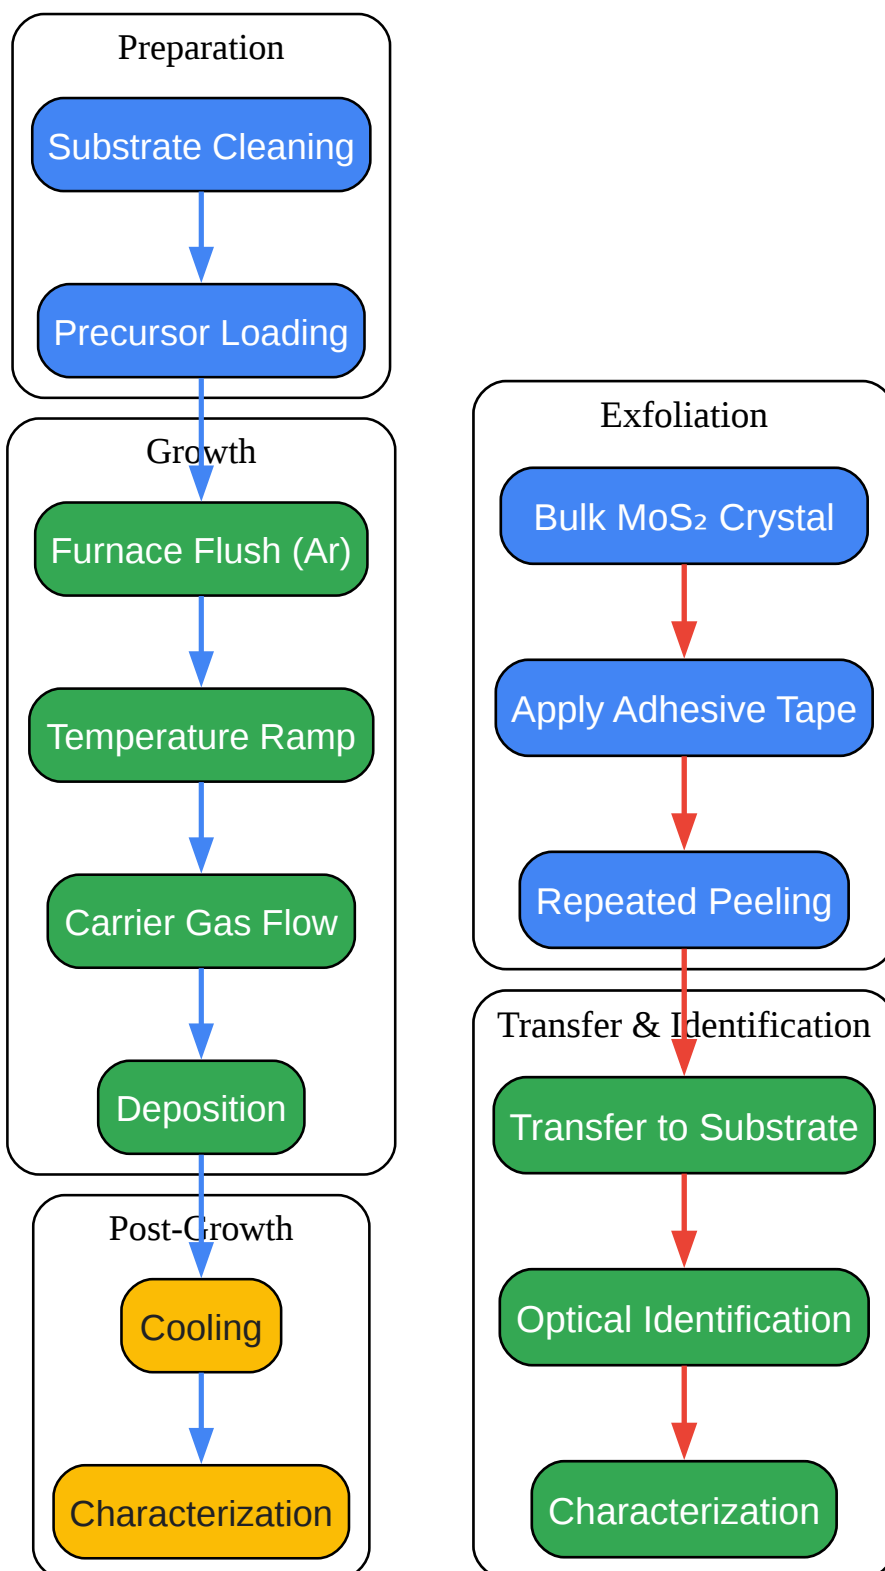 Preparation
Substrate Cleaning
Precursor Loading
Growth
Furnace Flush (Ar)
Temperature Ramp
Carrier Gas Flow
Deposition
Post-Growth
Cooling
Characterization
Exfoliation
Bulk MoS₂ Crystal
Apply Adhesive Tape
Repeated Peeling
Transfer & Identification
Transfer to Substrate
Optical Identification
Characterization